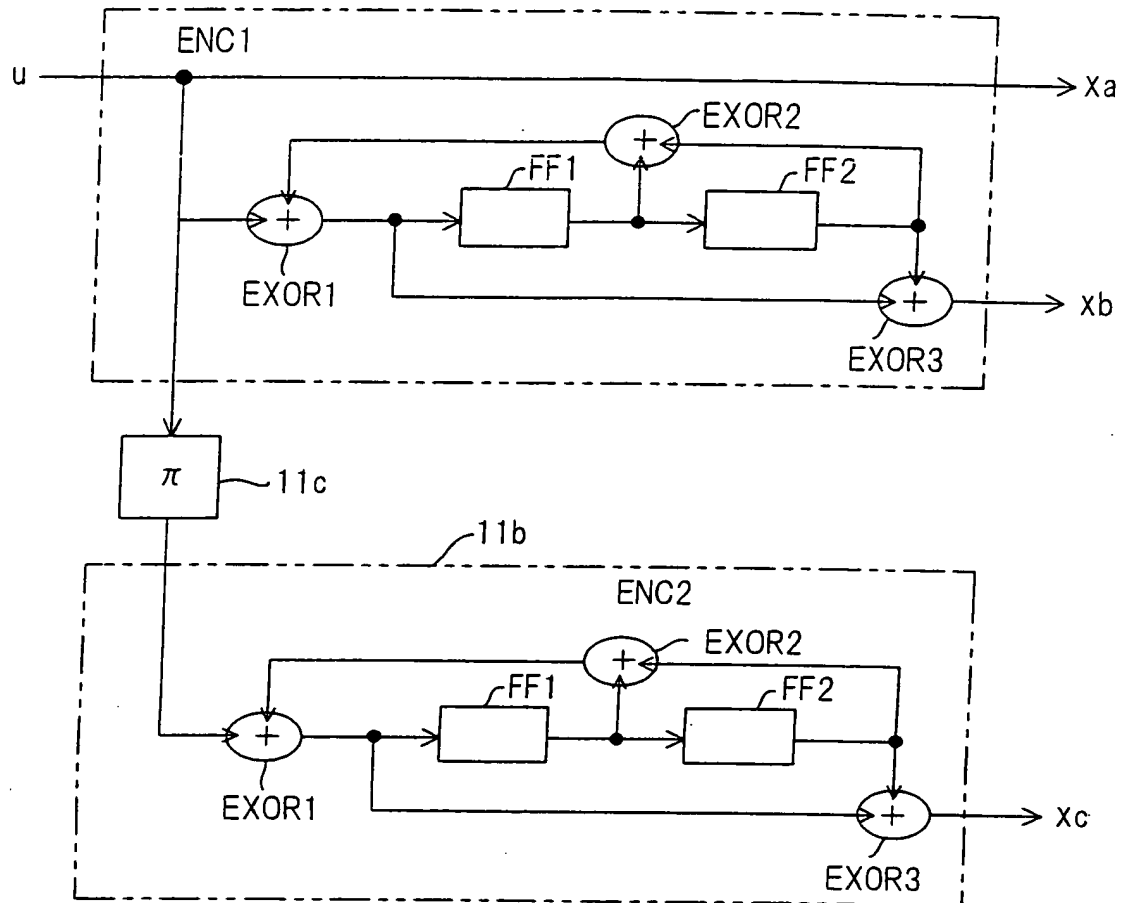 ENC1
u
Xa
EXOR2
+
FF1
FF2
+
EXOR1
+
Xb
EXOR3
π
11c
11b
ENC2
EXOR2
+
FF1
FF2
+
EXOR1
+
Xc
EXOR3